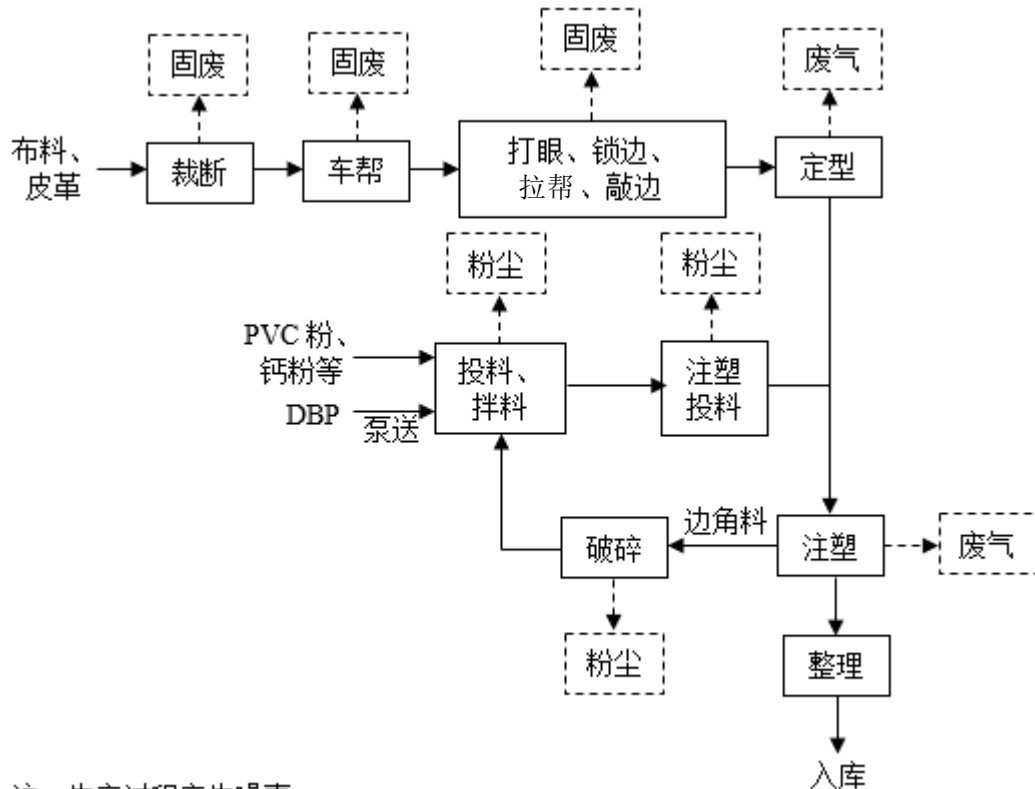 固废
固废
固废
废气
布料、
皮革
裁断
车帮
打眼、锁边、
拉帮、敲边
定型
粉尘
粉尘
PVC 粉、
钙粉等
DBP
泵送
投料、
拌料
注塑
投料
边角料
破碎
注塑
废气
粉尘
整理
入库